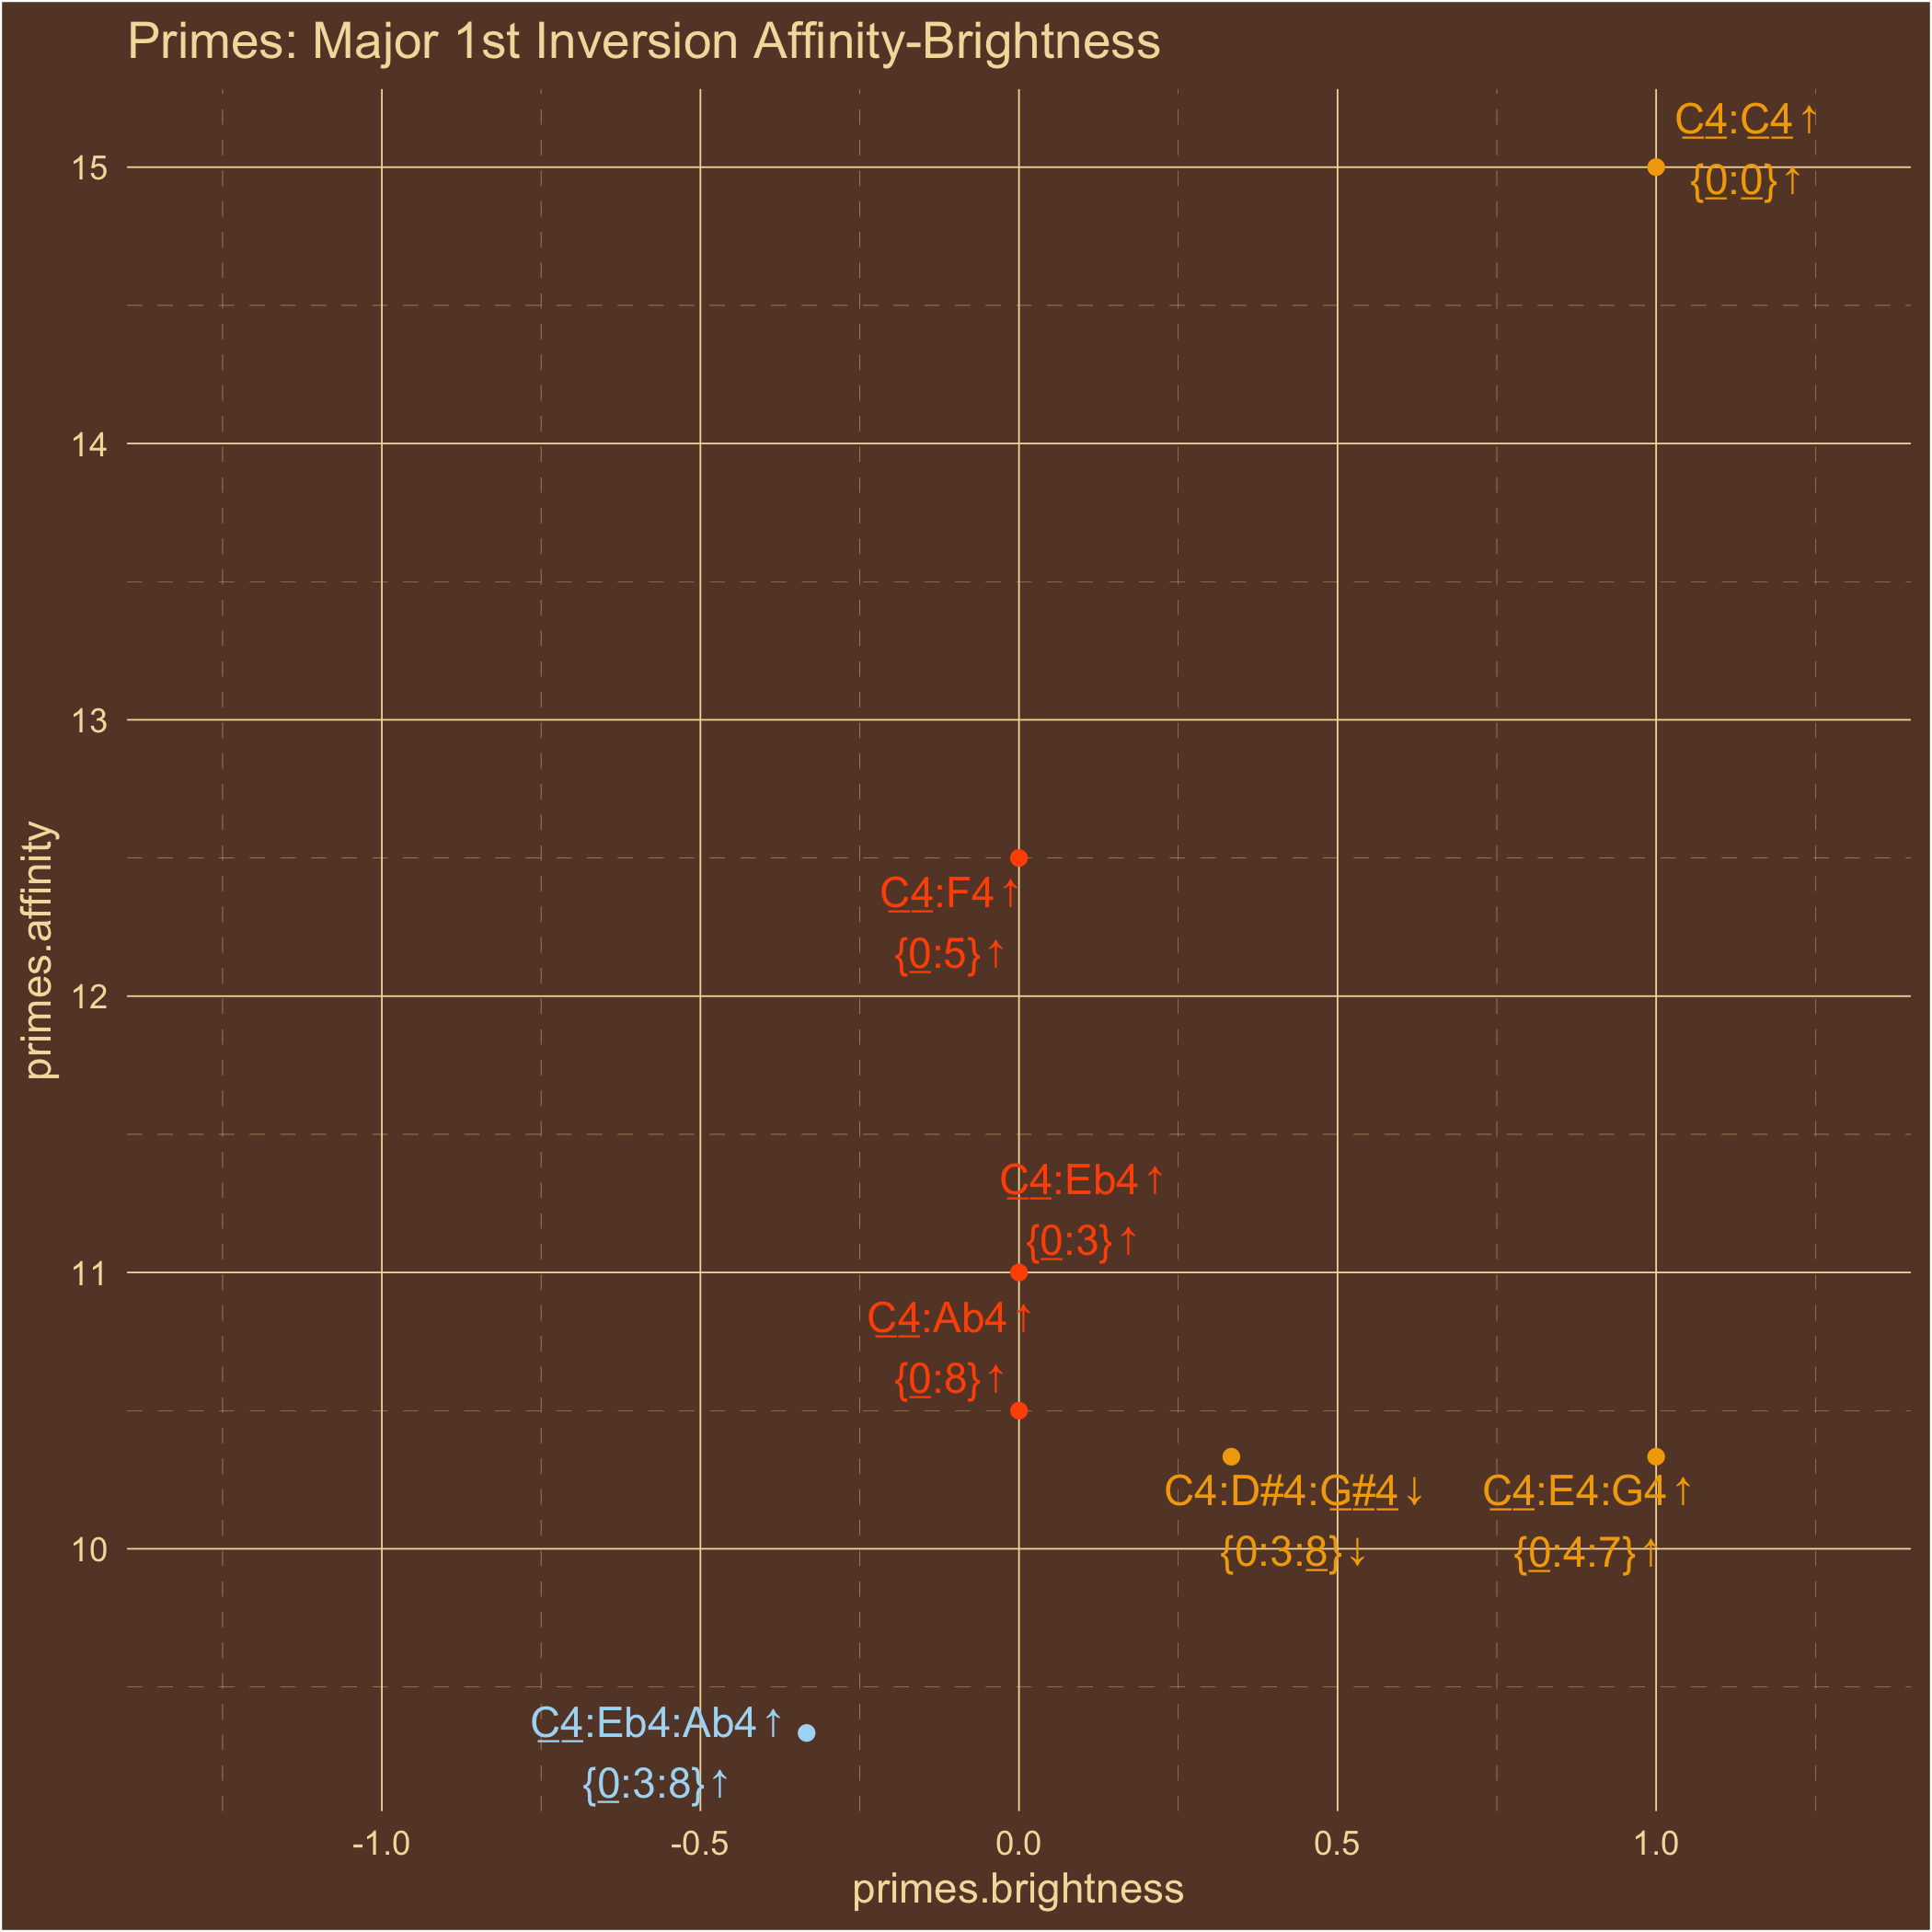 Primes: Major 1st Inversion Affinity-Brightness
C4:C4↑
{0:0}↑
15
14
13
12
11
10
primes.affinity
C4:F4↑
{0:5}↑
C4:Eb4↑
{0:3}↑
C4:Ab4↑
{0:8}↑
C4:D#4:G#4↓
{0:3:8}↓
C4:E4:G4↑
{0:4:7}↑
C4:Eb4:Ab4↑
{0:3:8}↑
-1.0
-0.5
0.0
0.5
1.0
primes.brightness